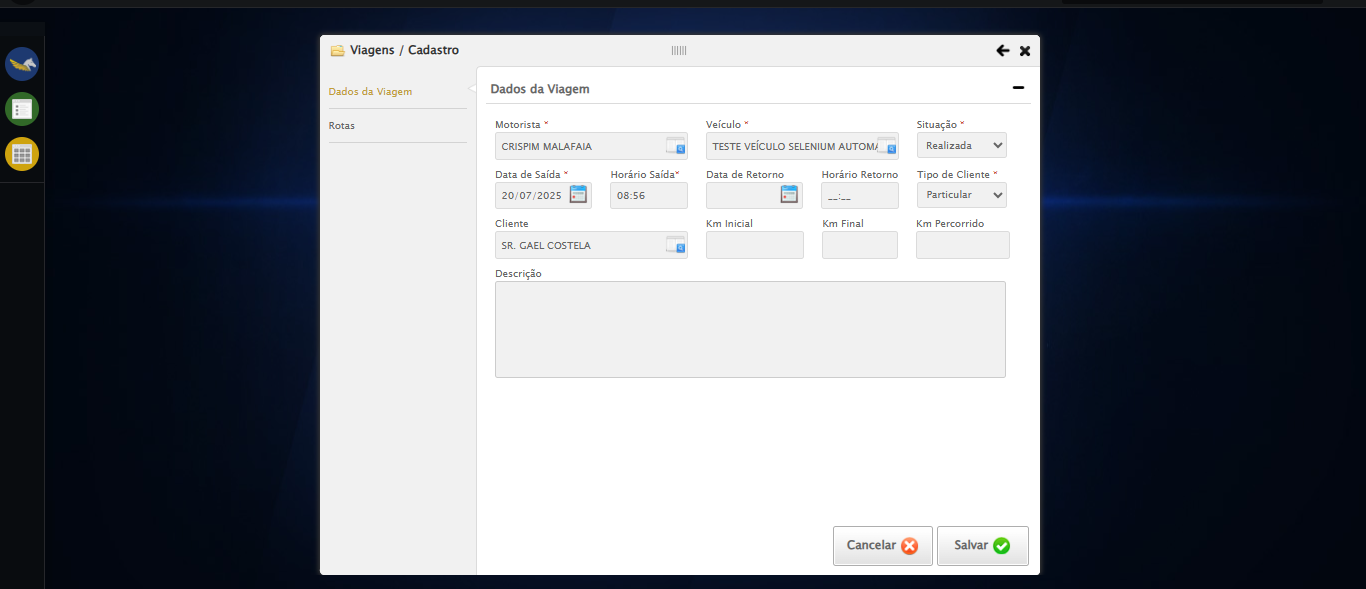 Viagens / Cadastro
Dados da Viagem
Rotas
Dados da Viagem
Motorista * Veículo * Situação *
CRISPIM MALAFAIA TESTE VEÍCULO SELENIUM Realizada
Data de Saída * Horário Saída* Data de Retorno Horário Retorno Tipo de Cliente *
20/07/2025 08:56 __:__ Particular
Cliente Km Inicial Km Final Km Percorrido
SR. GAEL COSTELA
Descrição
Cancelar Salvar